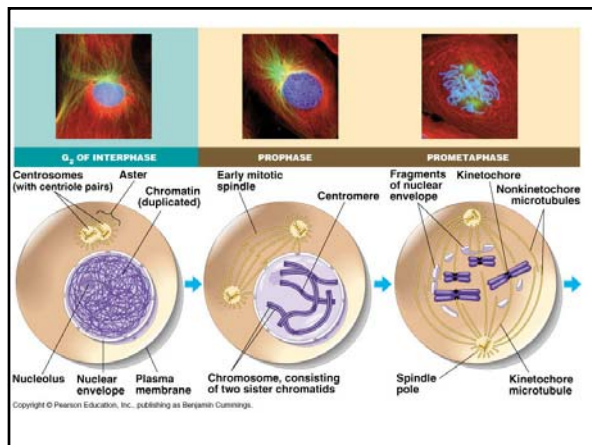 G₂ OF INTERPHASE
PROPHASE
PROMETAPHASE
Centrosomes
(with centriole pairs)
Aster
Chromatin
(duplicated)
Early mitotic
spindle
Centromere
Fragments
of nuclear
envelope
Kinetochore
Nonkinetochore
microtubules
Nucleolus
Nuclear
envelope
Plasma
membrane
Chromosome, consisting
of two sister chromatids
Spindle
pole
Kinetochore
microtubule
Copyright © Pearson Education, Inc., publishing as Benjamin Cummings.